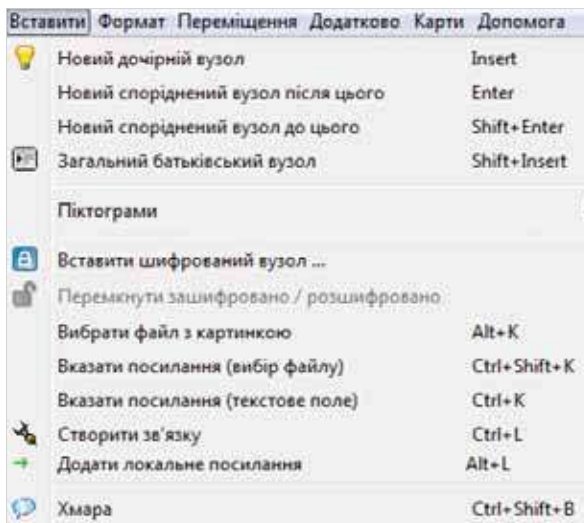 Вставити Формат Переміщення Додатково Карти Допомога
Новий дочірній вузол Insert
Новий споріднений вузол після цього Enter
Новий споріднений вузол до цього Shift+Enter
Загальний батьківський вузол Shift+Insert
Піктограми
Вставити шифрований вузол ...
Перемкнути зашифровано / розшифровано
Вибрати файл з картинкою Alt+K
Вказати посилання (вибір файлу) Ctrl+Shift+K
Вказати посилання (текстове поле) Ctrl+K
Створити зв'язку Ctrl+L
Додати локальне посилання Alt+L
Хмара Ctrl+Shift+B